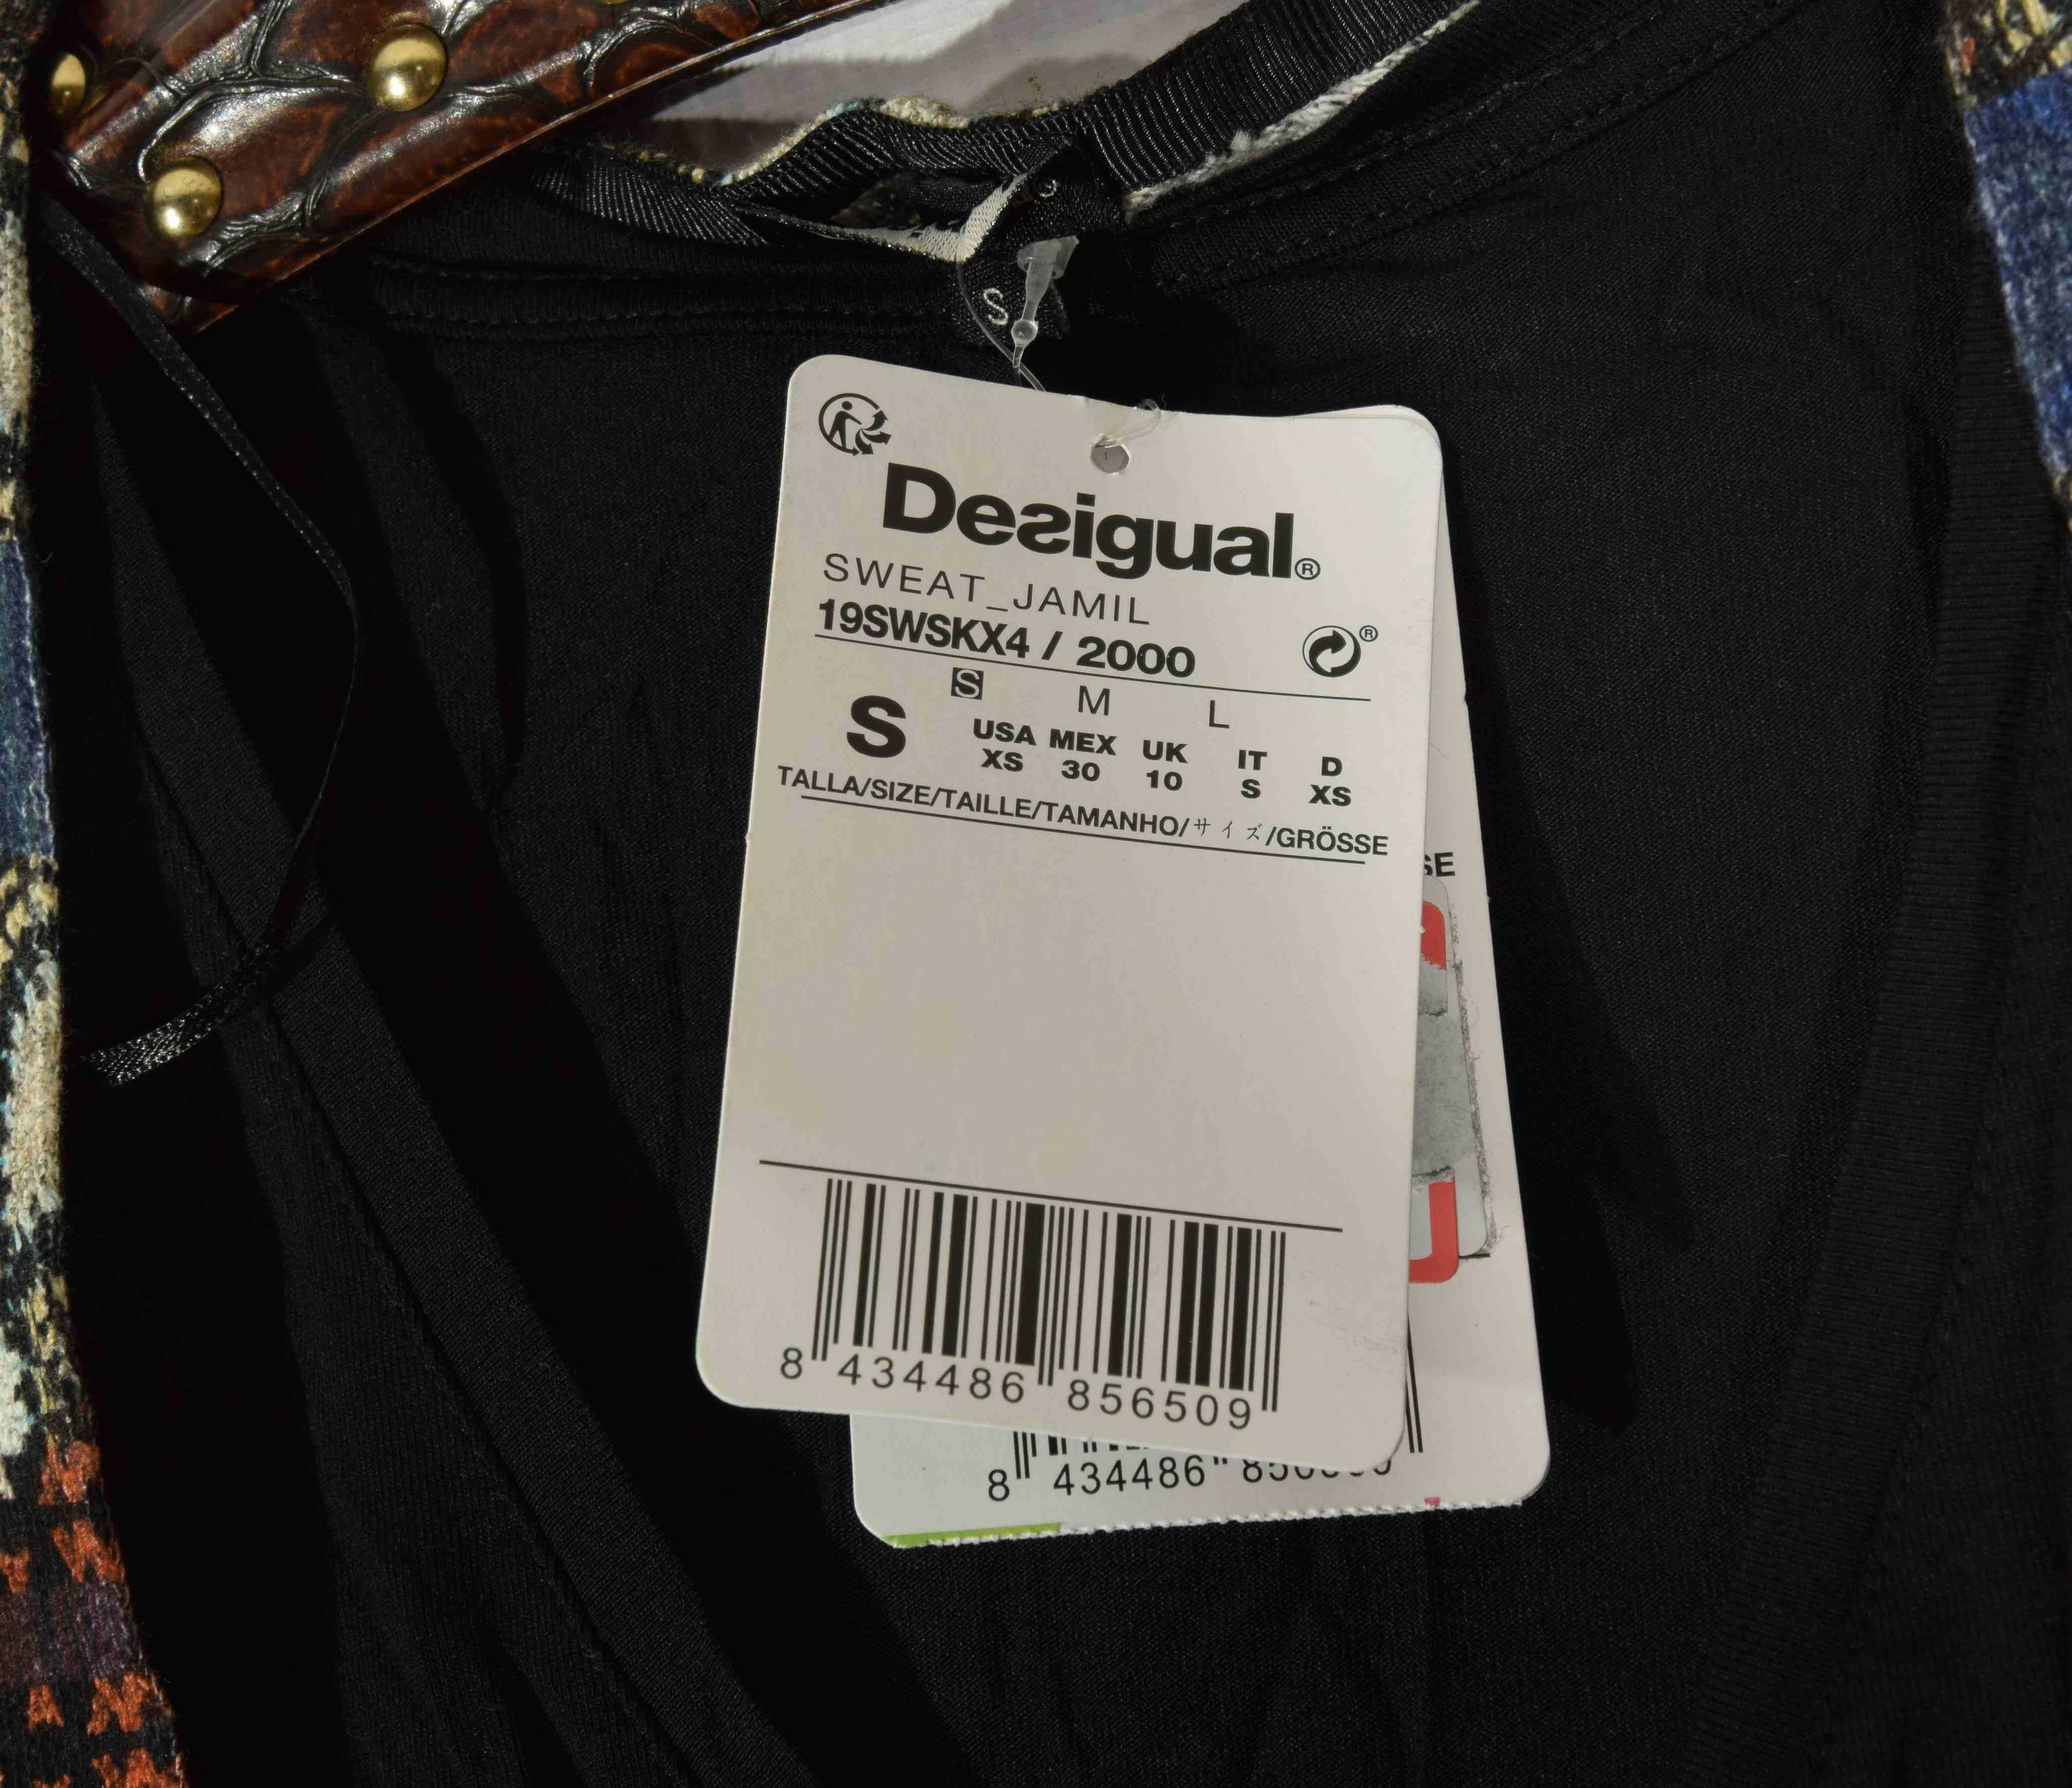 S
Desigual®
SWEAT_JAMIL
19SWSKX4 / 2000
®
S M L
S
USA MEX UK IT D
XS 30 10 S XS
TALLA/SIZE/TAILLE/TAMANHO/サイズ/GRÖSSE
8 434486 856509
8 434486